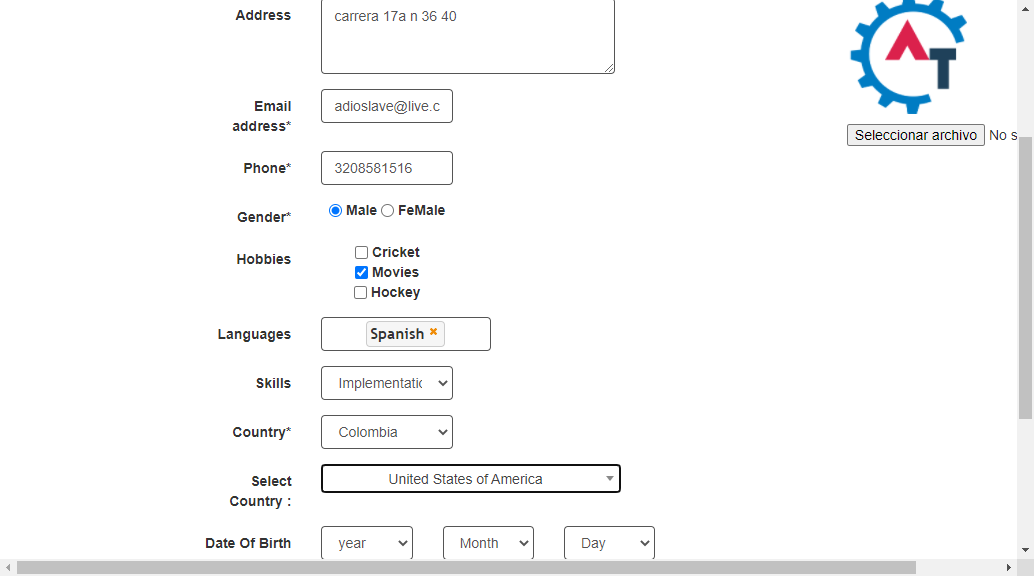 Address carrera 17a n 36 40
AT
Seleccionar archivo No s
Email address* adioslave@live.c
Phone* 3208581516
Gender* Male FeMale
Hobbies Cricket
Movies
Hockey
Languages Spanish ×
Skills Implementatic
Country* Colombia
Select Country : United States of America
Date Of Birth year Month Day